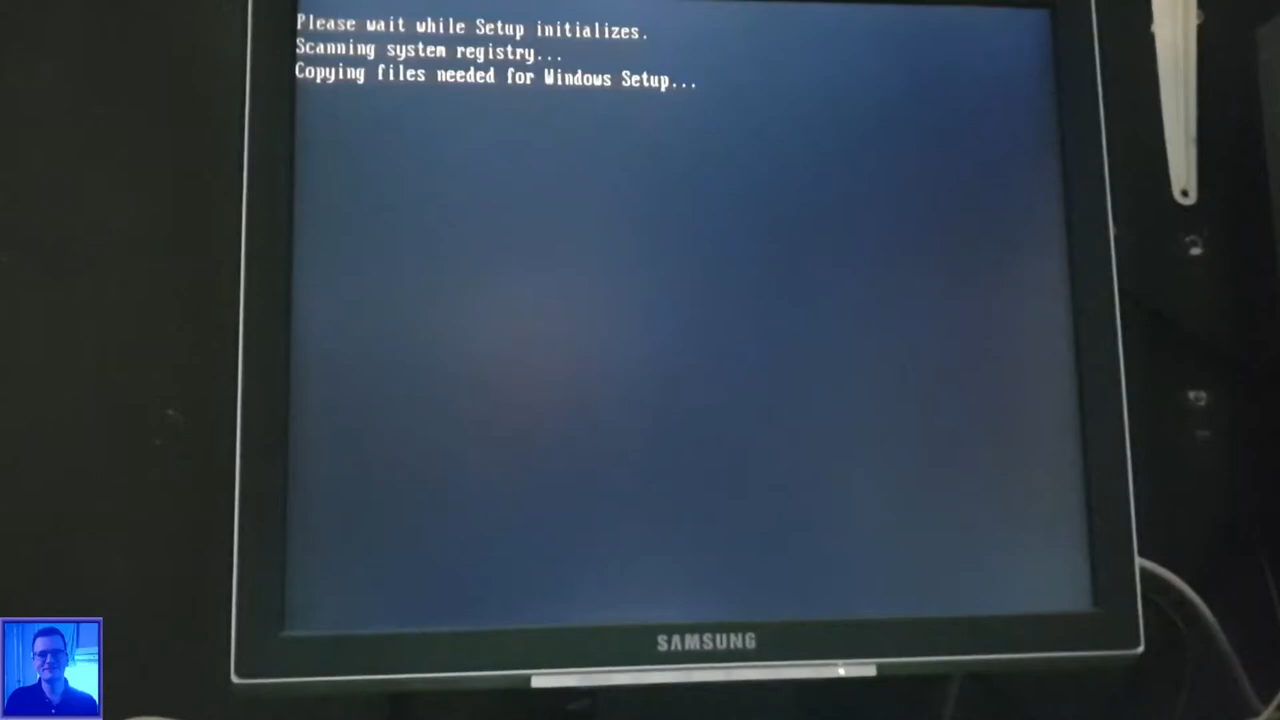 Please wait while Setup initializes.
Scanning system registry...
Copying files needed for Windows Setup...
SAMSUNG